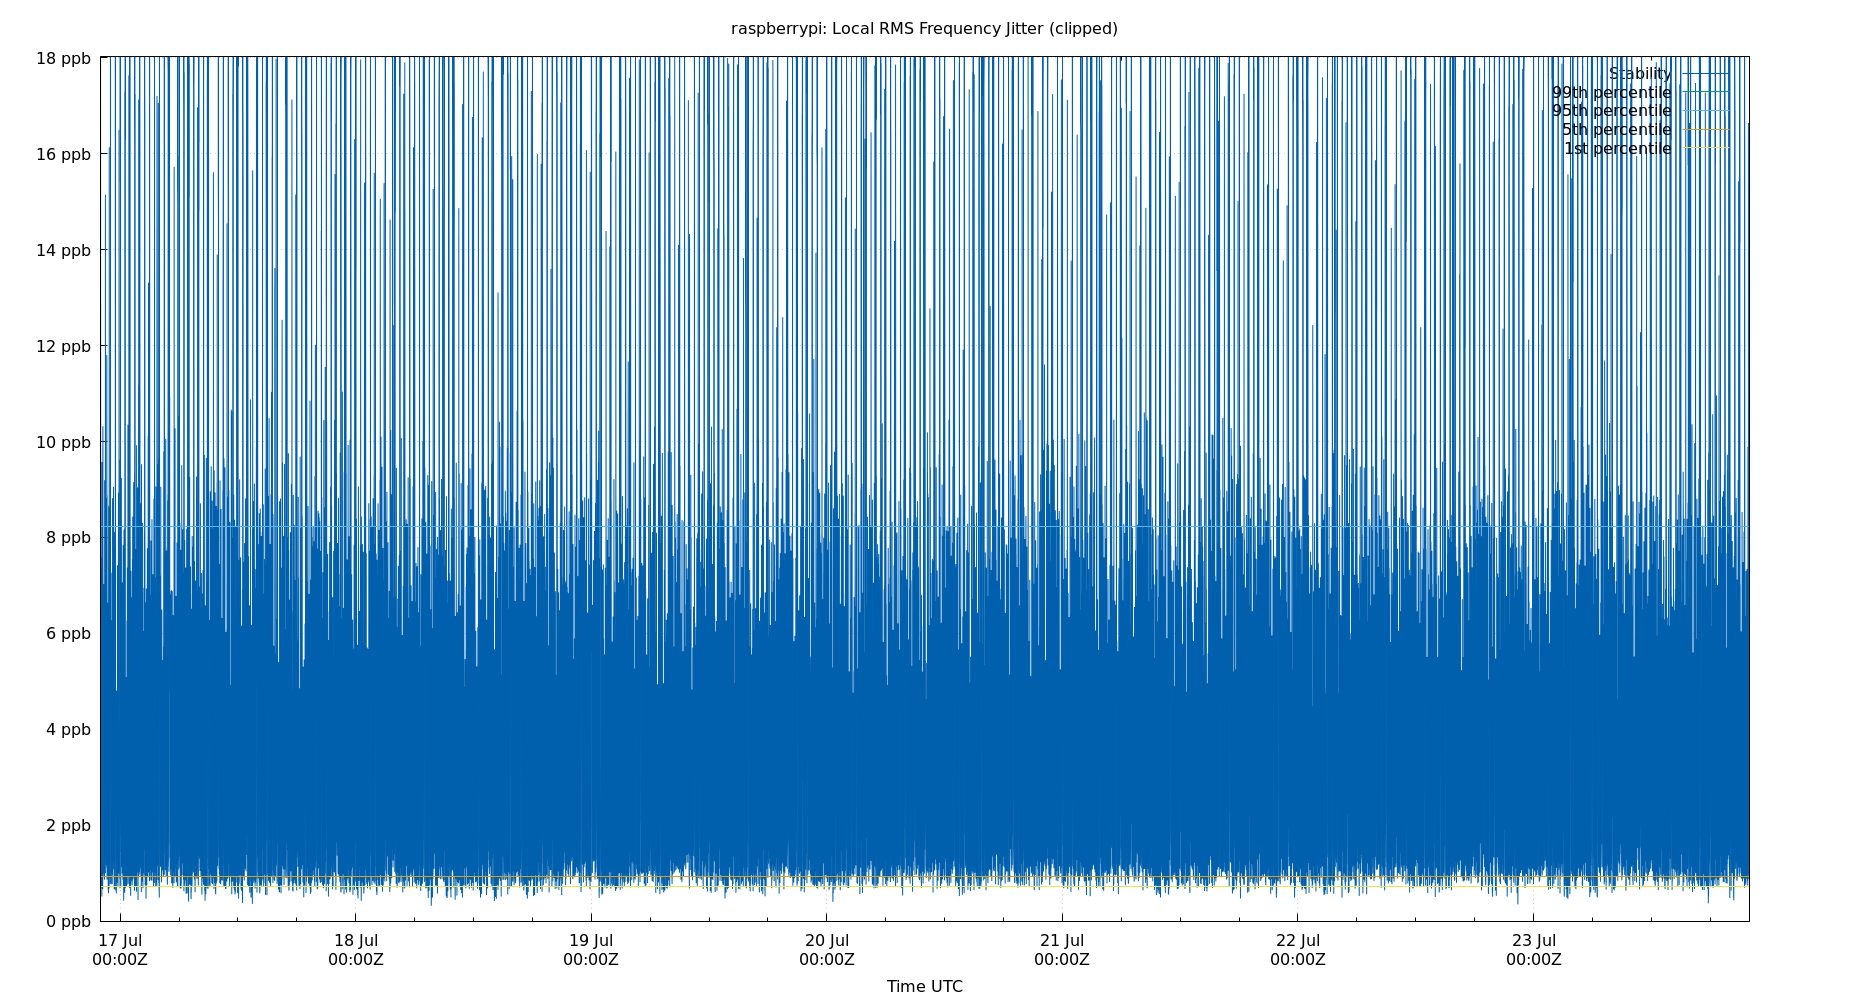 raspberrypi: Local RMS Frequency Jitter (clipped)
18 ppb
16 ppb
14 ppb
12 ppb
10 ppb
8 ppb
6 ppb
4 ppb
2 ppb
0 ppb
Stability
99th percentile
95th percentile
5th percentile
1st percentile
17 Jul
00:00Z
18 Jul
00:00Z
19 Jul
00:00Z
20 Jul
00:00Z
21 Jul
00:00Z
22 Jul
00:00Z
23 Jul
00:00Z
Time UTC